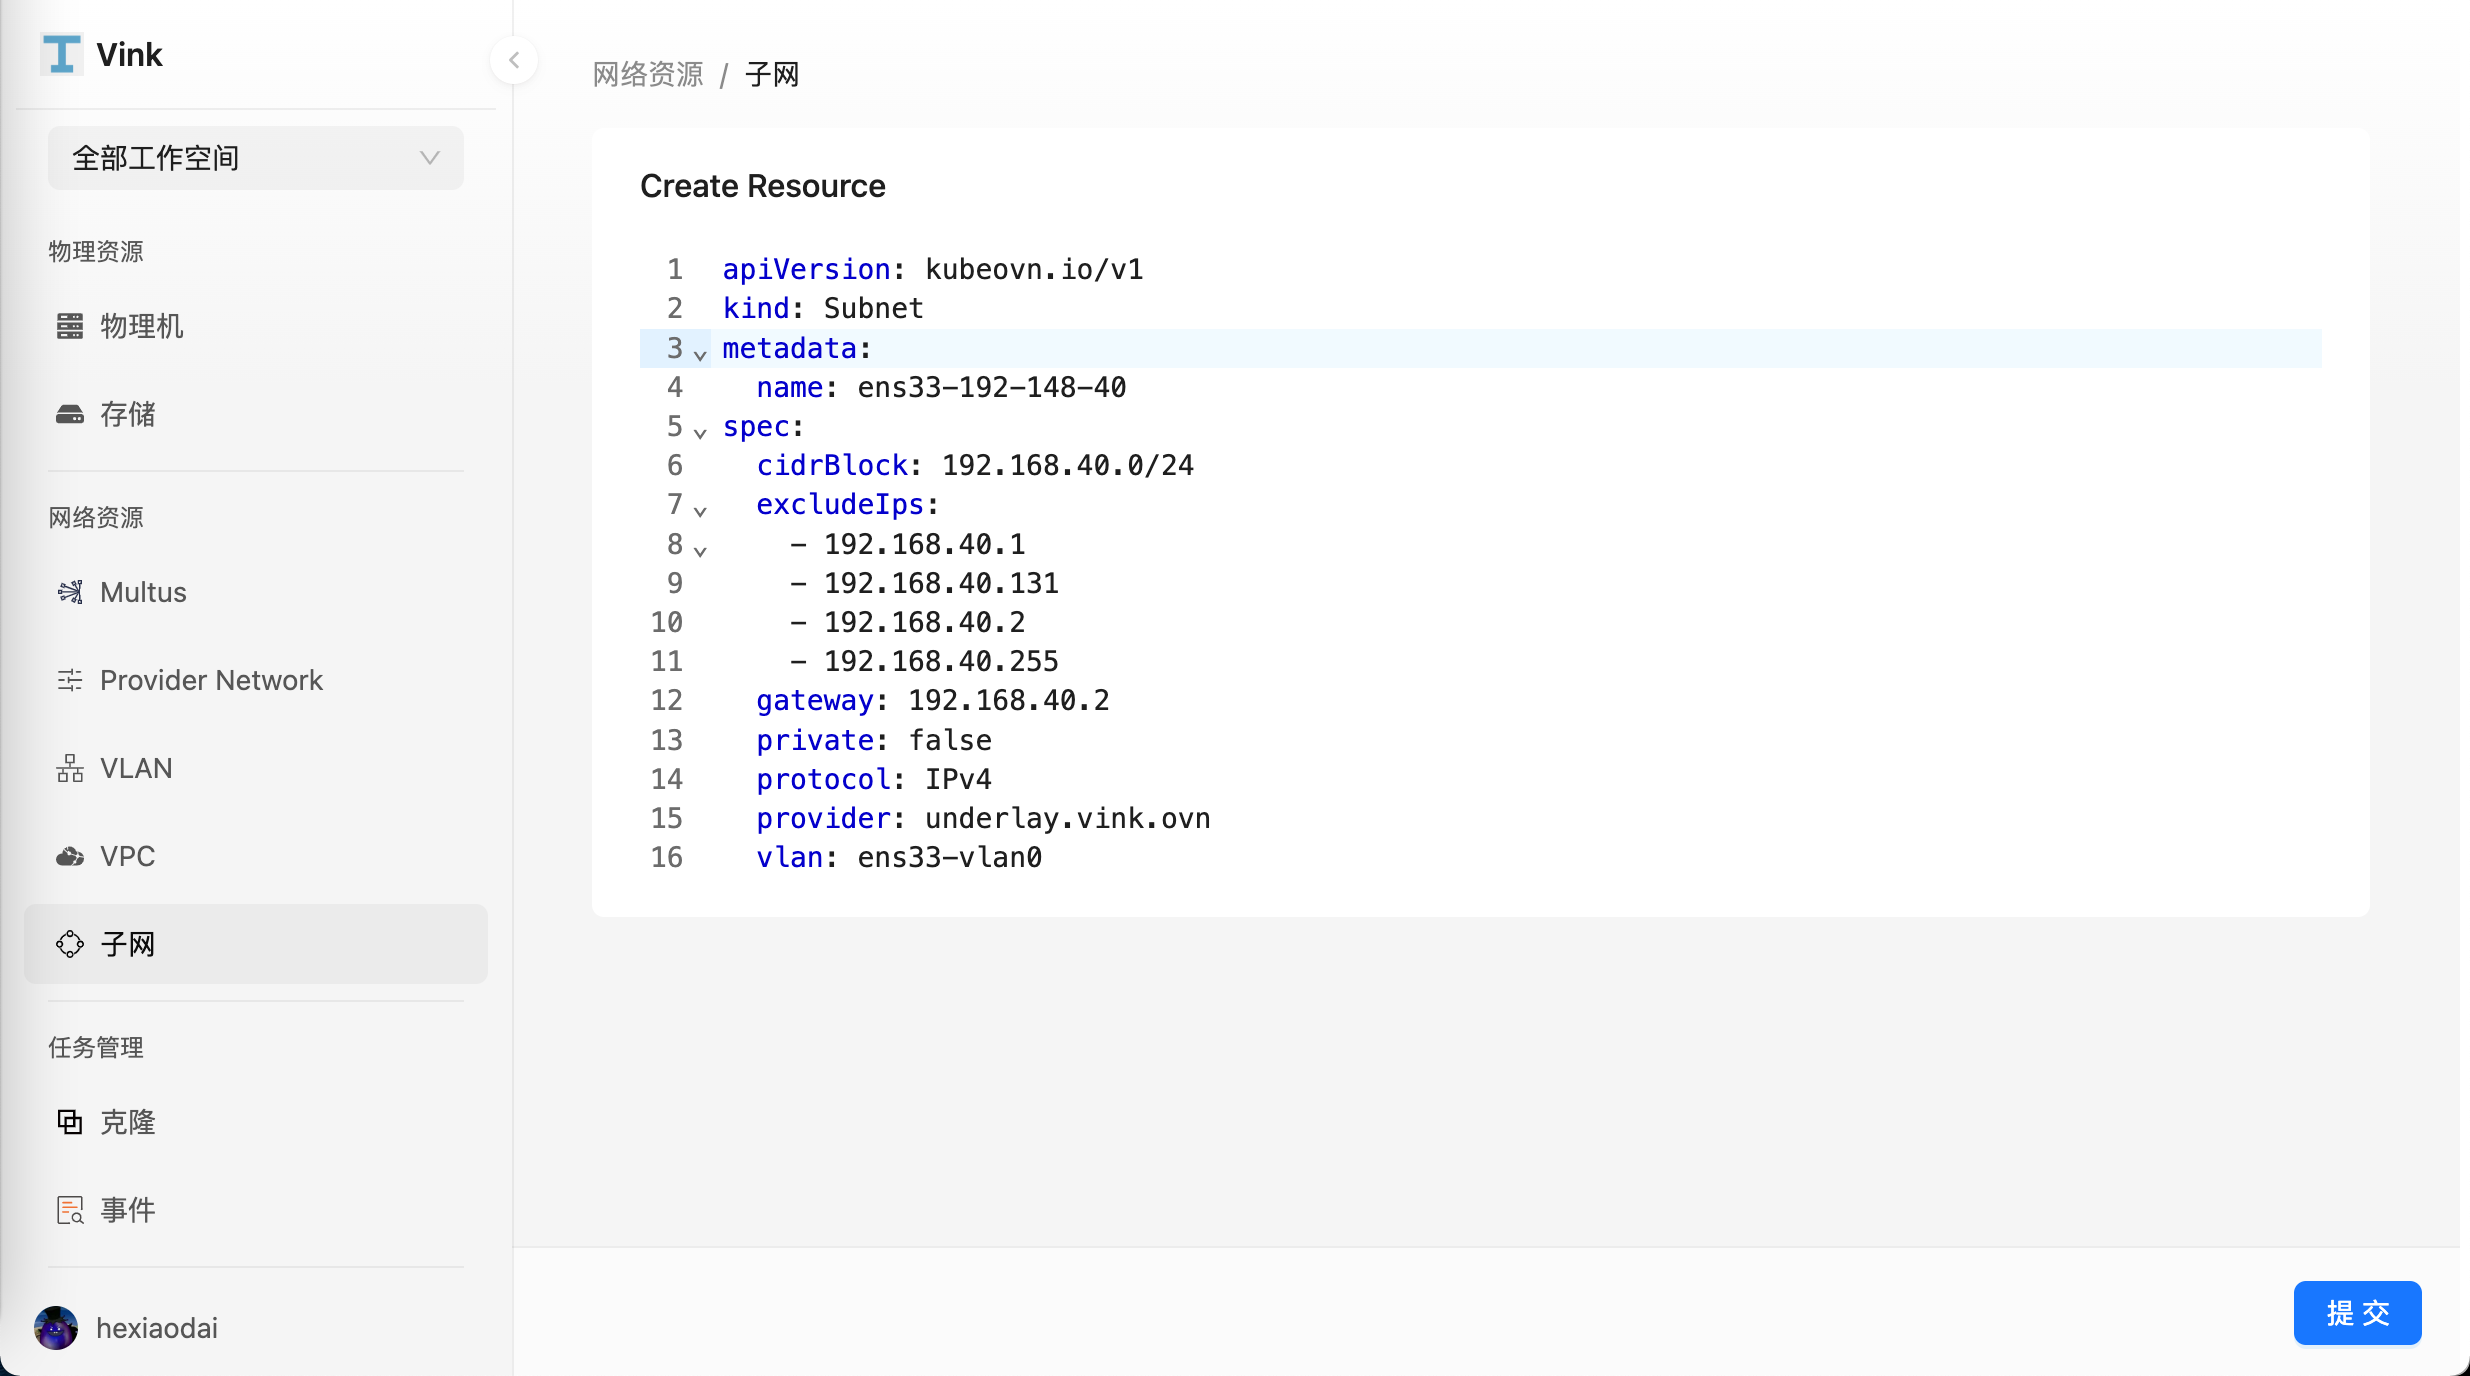 Vink
全部工作空间
物理资源
物理机
存储
网络资源
Multus
Provider Network
VLAN
VPC
子网
任务管理
克隆
事件
hexiaodai
网络资源 / 子网
Create Resource
1 apiVersion: kubeovn.io/v1
2 kind: Subnet
3 metadata:
4   name: ens33-192-148-40
5 spec:
6   cidrBlock: 192.168.40.0/24
7   excludeIps:
8     - 192.168.40.1
9     - 192.168.40.131
10     - 192.168.40.2
11     - 192.168.40.255
12   gateway: 192.168.40.2
13   private: false
14   protocol: IPv4
15   provider: underlay.vink.ovn
16   vlan: ens33-vlan0
提交